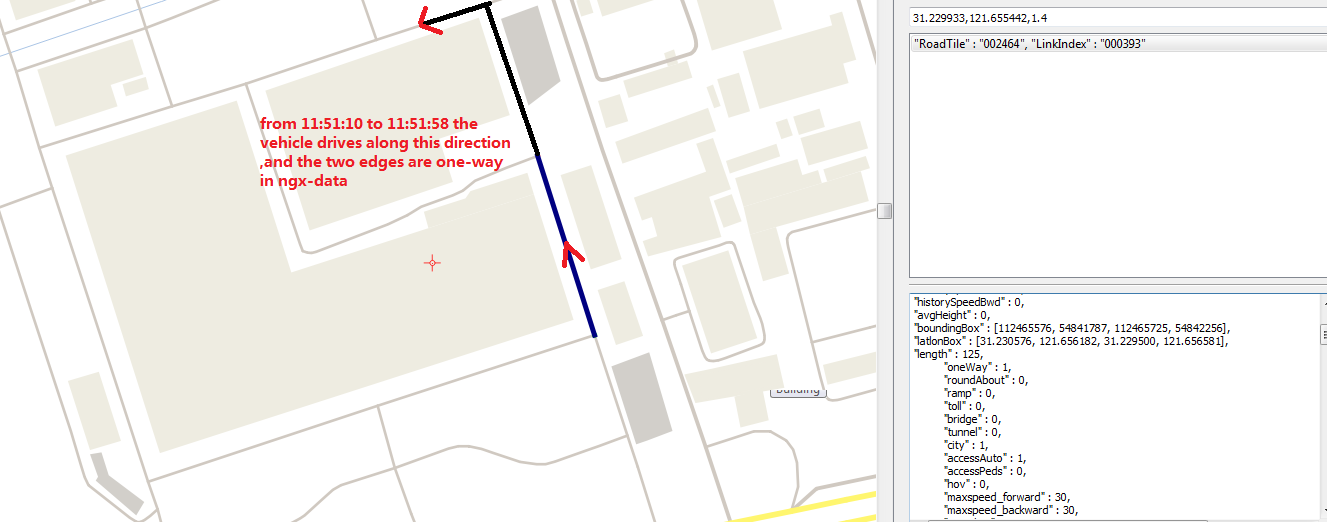 31.229933,121.655442,1.4
"RoadTile" : "002464", "LinkIndex" : "000393"
from 11:51:10 to 11:51:58 the
vehicle drives along this direction
,and the two edges are one-way
in ngx-data
"historySpeedBwd" : 0,
"avgHeight" : 0,
"boundingBox" : [112465576, 54841787, 112465725, 54842256],
"latlonBox" : [31.230576, 121.656182, 31.229500, 121.656581],
"length" : 125,
"oneWay" : 1,
"roundAbout" : 0,
"ramp" : 0,
"toll" : 0,
"bridge" : 0,
"tunnel" : 0,
"city" : 1,
"accessAuto" : 1,
"accessPeds" : 0,
"hov" : 0,
"maxspeed_forward" : 30,
"maxspeed_backward" : 30,
building